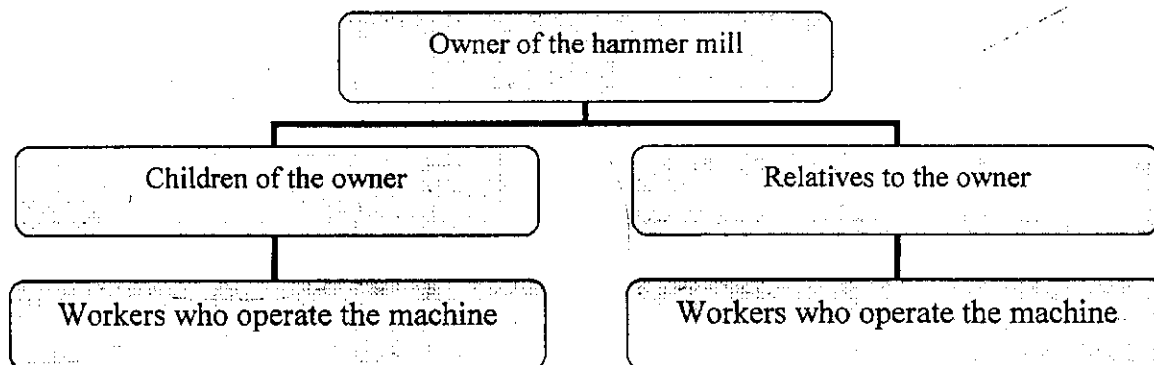 Owner of the hammer mill
Children of the owner
Relatives to the owner
Workers who operate the machine
Workers who operate the machine